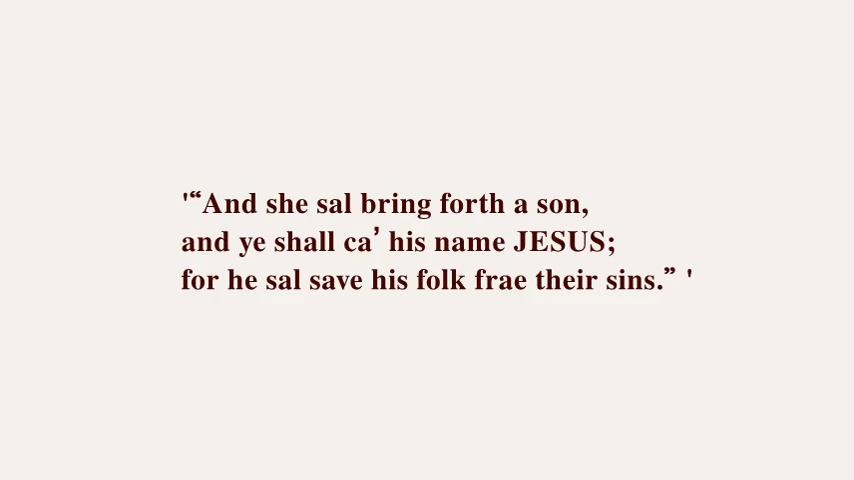 '“And she sal bring forth a son,
and ye shall ca’ his name JESUS;
for he sal save his folk frae their sins.” '